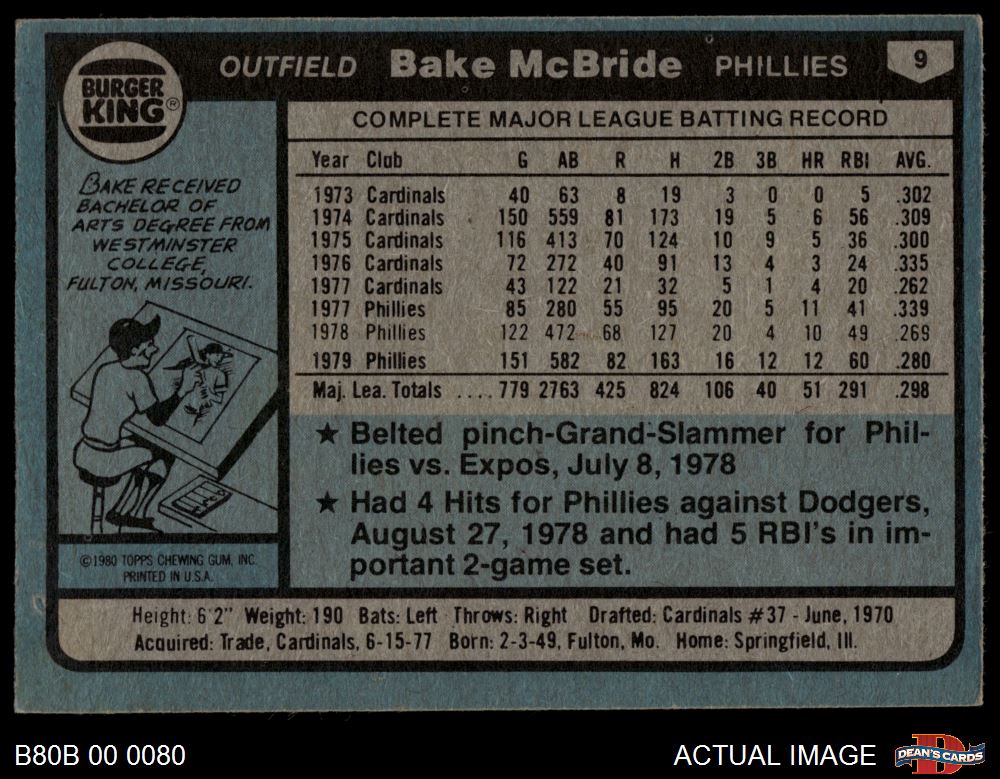 OUTFIELD Bake McBride PHILLIES 9
BURGER
KING®
COMPLETE MAJOR LEAGUE BATTING RECORD
Year Club G AB R H 2B 3B HR RBI AVG.
1973 Cardinals 40 63 8 19 3 0 0 5 .302
1974 Cardinals 150 559 81 173 19 5 6 56 .309
1975 Cardinals 116 413 70 124 10 9 5 36 .300
1976 Cardinals 72 272 40 91 13 4 3 24 .335
1977 Cardinals 43 122 21 32 5 1 4 20 .262
1977 Phillies 85 280 55 95 20 5 11 41 .339
1978 Phillies 122 472 68 127 20 4 10 49 .269
1979 Phillies 151 582 82 163 16 12 12 60 .280
Maj. Lea. Totals .... 779 2763 425 824 106 40 51 291 .298
BAKE RECEIVED
BACHELOR OF
ARTS DEGREE FROM
WESTMINSTER
COLLEGE,
FULTON, MISSOURI.
★ Belted pinch-Grand-Slammer for Phil-
lies vs. Expos, July 8, 1978
★ Had 4 Hits for Phillies against Dodgers,
August 27, 1978 and had 5 RBI's in im-
portant 2-game set.
©1980 TOPPS CHEWING GUM, INC.
PRINTED IN U.S.A.
Height: 6'2" Weight: 190 Bats: Left Throws: Right Drafted: Cardinals #37 - June, 1970
Acquired: Trade, Cardinals, 6-15-77 Born: 2-3-49, Fulton, Mo. Home: Springfield, Ill.
B80B 00 0080
ACTUAL IMAGE
DEAN'S CARDS